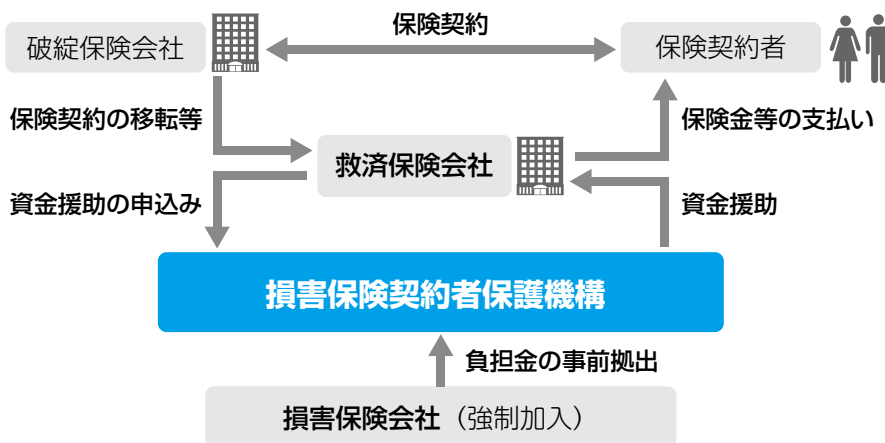 保険契約
破綻保険会社
保険契約者
保険契約の移転等
保険金等の支払い
救済保険会社
資金援助の申込み
資金援助
損害保険契約者保護機構
負担金の事前拠出
損害保険会社（強制加入）